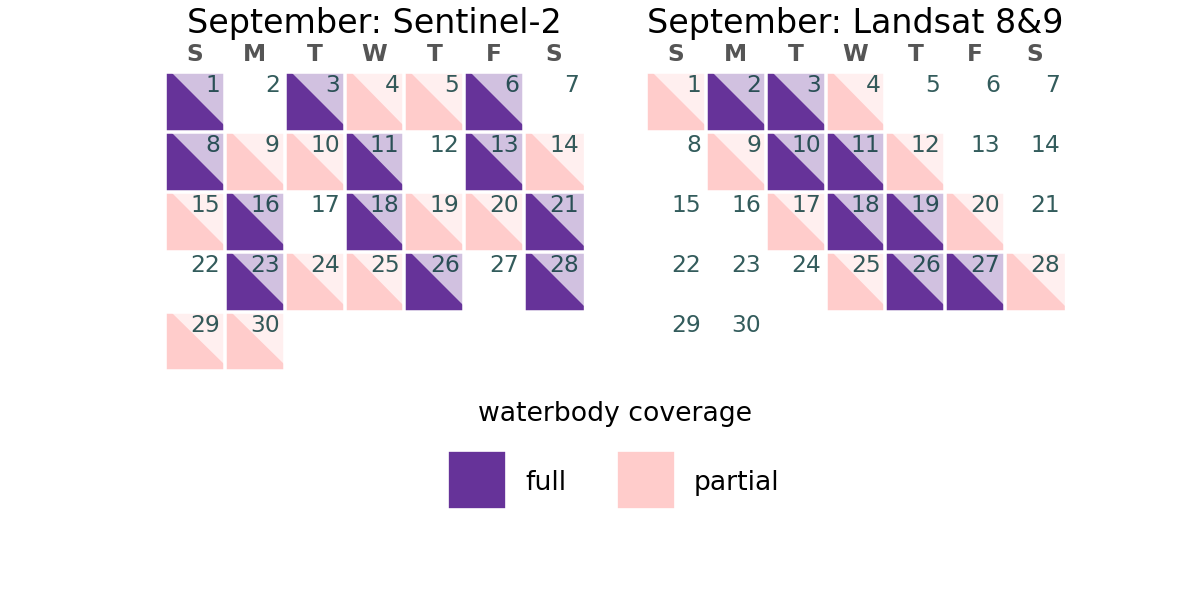 September: Sentinel-2
S M T W T F S
1 2 3 4 5 6 7
8 9 10 11 12 13 14
15 16 17 18 19 20 21
22 23 24 25 26 27 28
29 30
September: Landsat 8&9
S M T W T F S
1 2 3 4 5 6 7
8 9 10 11 12 13 14
15 16 17 18 19 20 21
22 23 24 25 26 27 28
29 30
waterbody coverage
full partial